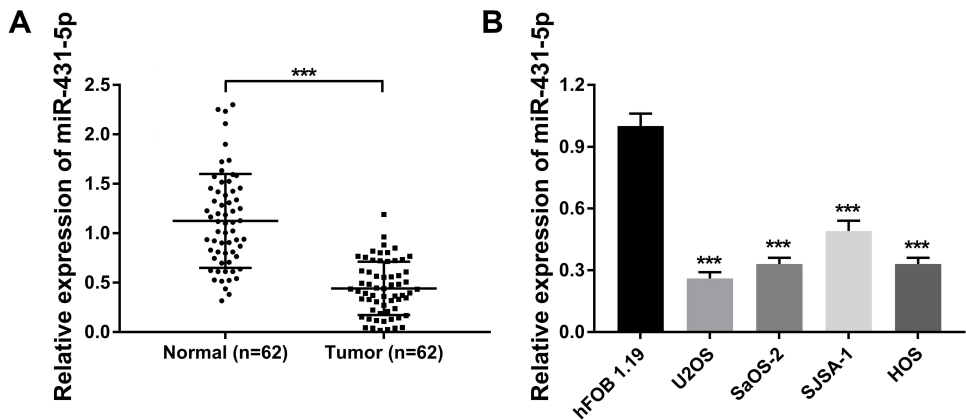 A
Relative expression of miR-431-5p
2.5
2.0
1.5
1.0
0.5
0.0
***
Normal (n=62)
Tumor (n=62)
B
Relative expression of miR-431-5p
1.2
0.9
0.6
0.3
0.0
***
***
***
***
hFOB 1.19
U2OS
SaOS-2
SJSA-1
HOS